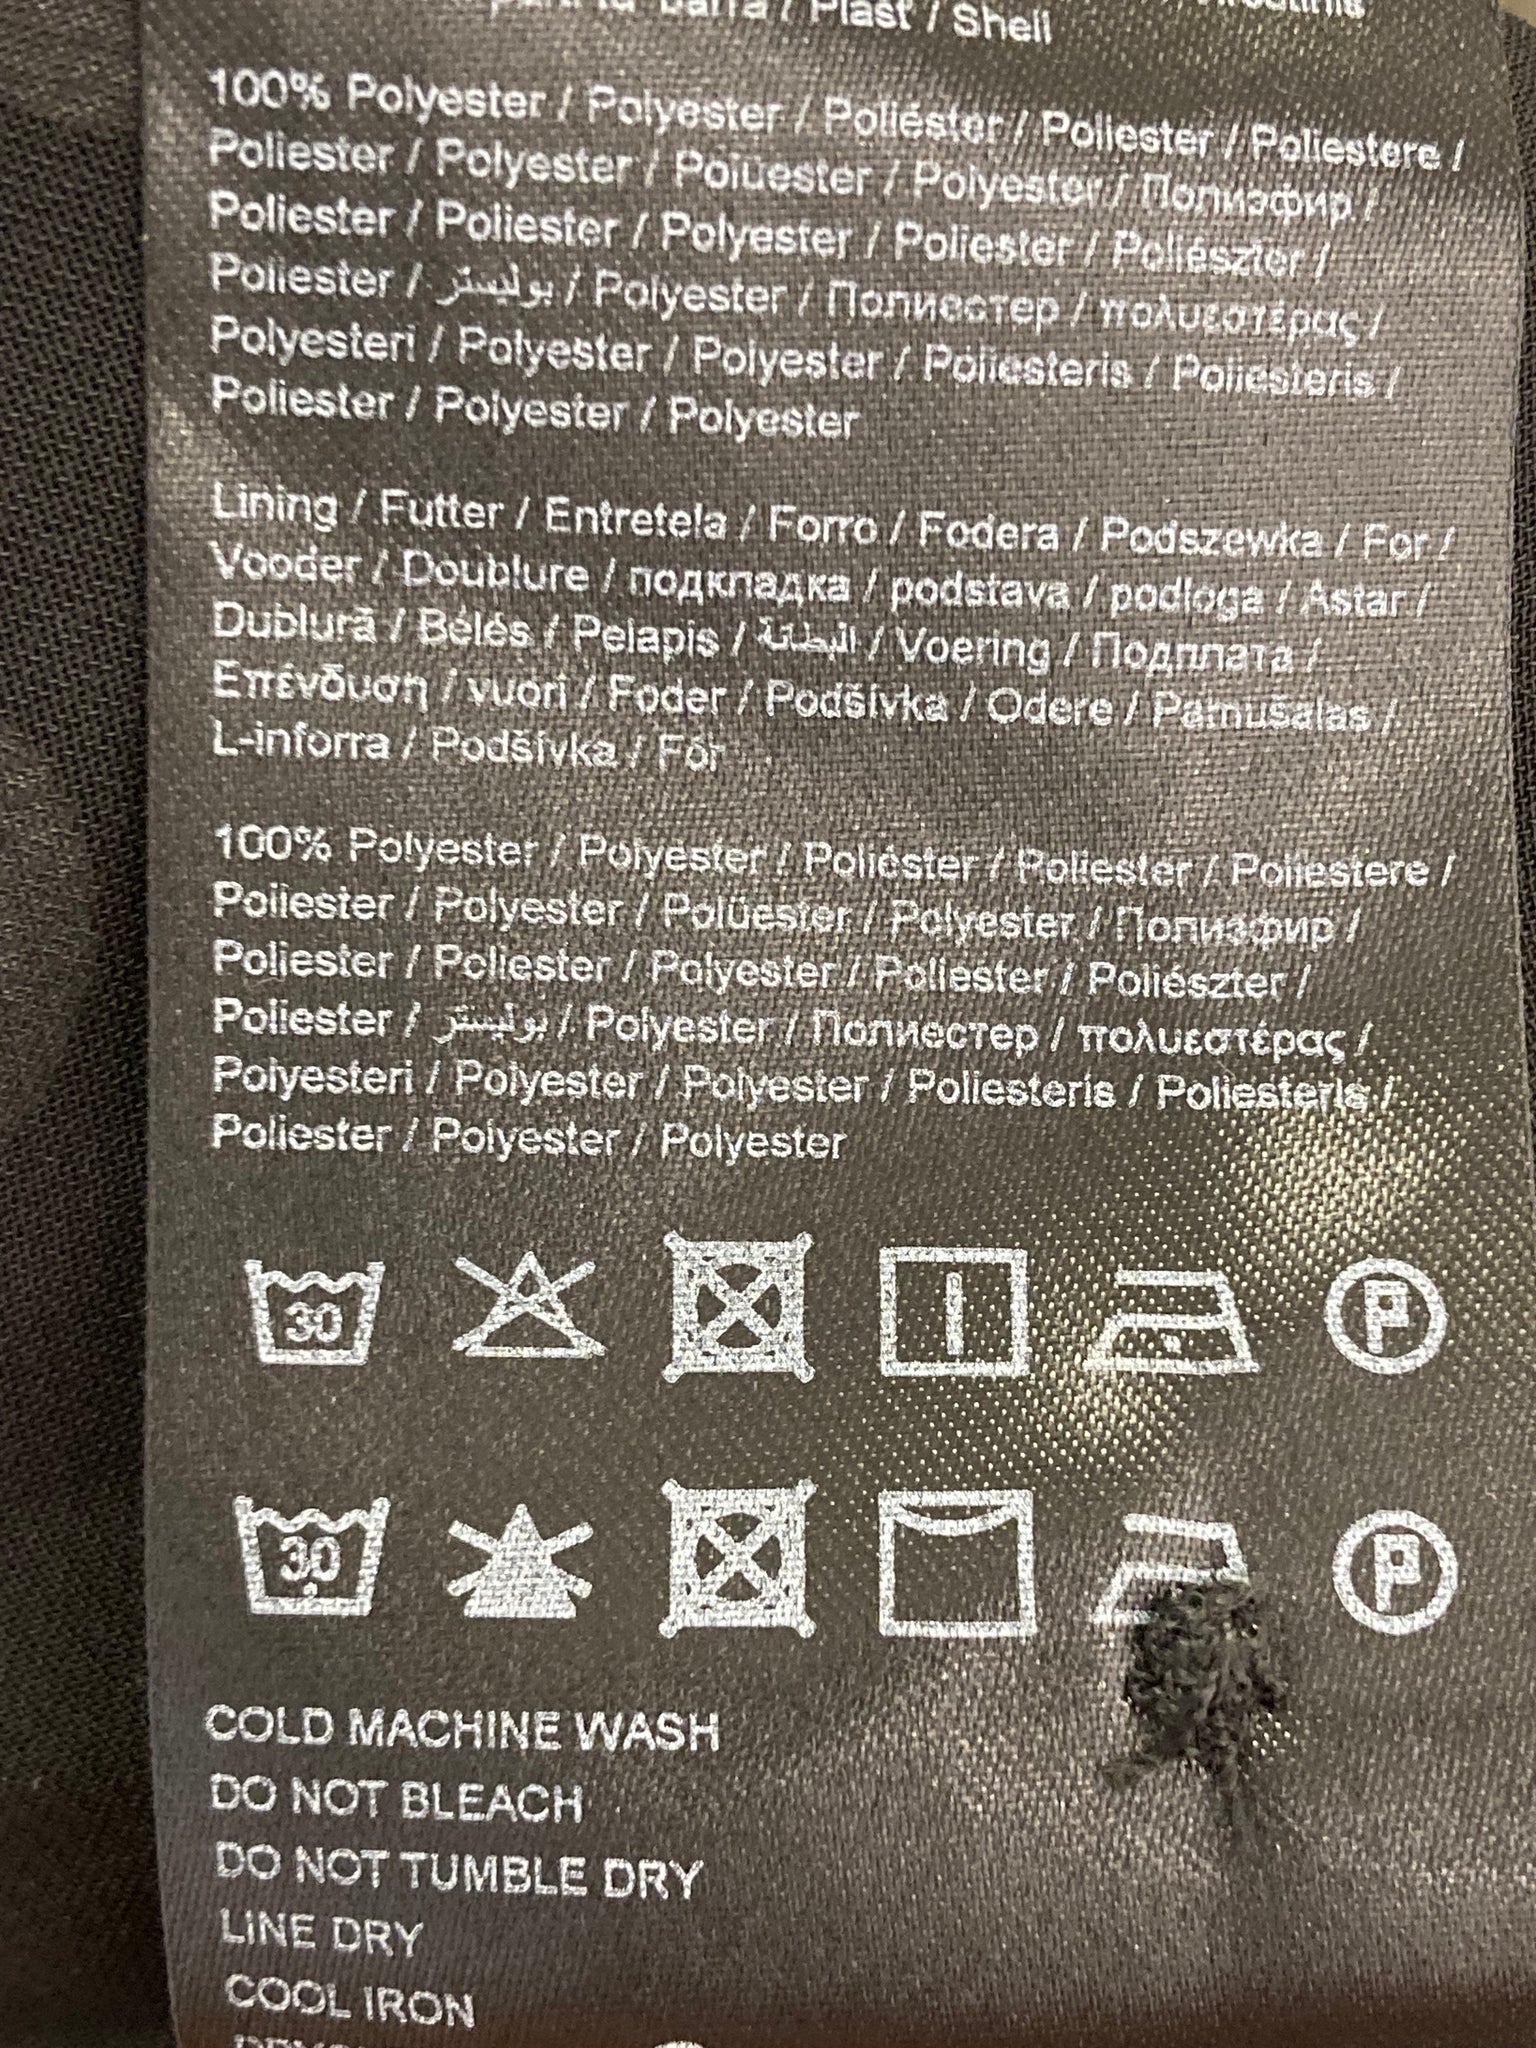 / Plast / Shell
100% Polyester / Polyester / Poliéster / Poliester / Poliestere /
Poliester / Polyester / Polüester / Polyester / Полиэфир /
Poliester / Poliester / Polyester / Poliester / Poliészter /
Poliester / بوليستر / Polyester / Полиестер / πολυεστέρας /
Polyesteri / Polyester / Polyester / Poliesteris / Poliesteris /
Poliester / Polyester / Polyester
Lining / Futter / Entretela / Forro / Fodera / Podszewka / For /
Vooder / Doublure / подкладка / podstava / podloga / Astar /
Dublură / Bélés / Pelapis / البطانة / Voering / Подплата /
Επένδυση / vuori / Foder / Podšívka / Odere / Pamušalas /
L-inforra / Podšívka / Fór
100% Polyester / Polyester / Poliéster / Poliester / Poliestere /
Poliester / Polyester / Polüester / Polyester / Полиэфир /
Poliester / Poliester / Polyester / Poliester / Poliészter /
Poliester / بوليستر / Polyester / Полиестер / πολυεστέρας /
Polyesteri / Polyester / Polyester / Poliesteris / Poliesteris /
Poliester / Polyester / Polyester
30 P
30 P
COLD MACHINE WASH
DO NOT BLEACH
DO NOT TUMBLE DRY
LINE DRY
COOL IRON